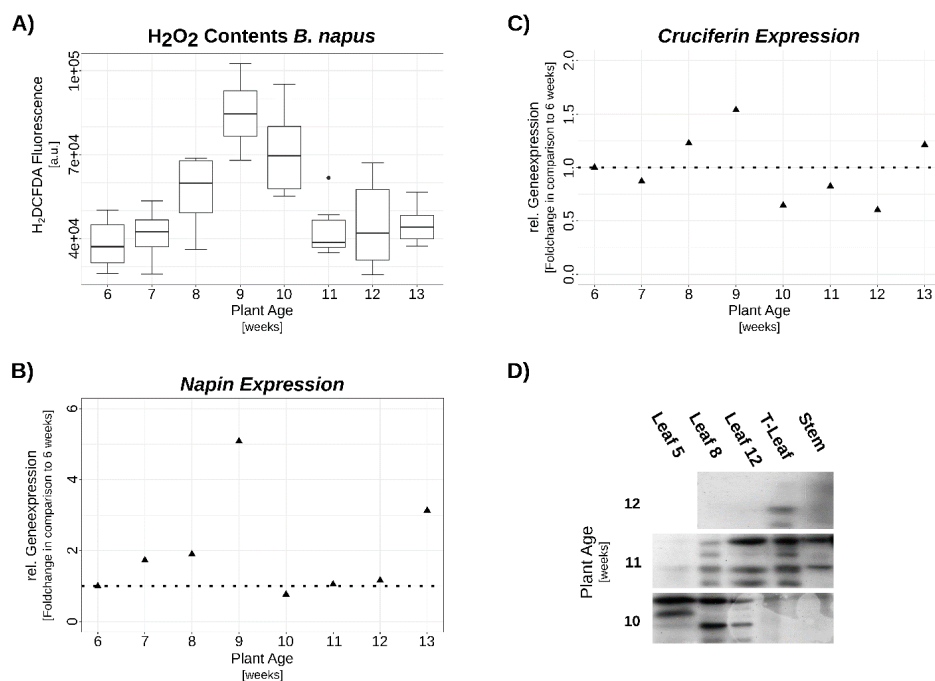 A)
H₂O₂ Contents B. napus
H₂DCFDA Fluorescence
[a.u.]
1e+05
7e+04
4e+04
6 7 8 9 10 11 12 13
Plant Age
[weeks]
B)
Napin Expression
rel. Geneexpression
[Foldchange in comparison to 6 weeks]
6
4
2
0
6 7 8 9 10 11 12 13
Plant Age
[weeks]
C)
Cruciferin Expression
rel. Geneexpression
[Foldchange in comparison to 6 weeks]
2.0
1.5
1.0
0.5
0.0
6 7 8 9 10 11 12 13
Plant Age
[weeks]
D)
Leaf 5
Leaf 8
Leaf 12
T-Leaf
Stem
Plant Age
[weeks]
12
11
10